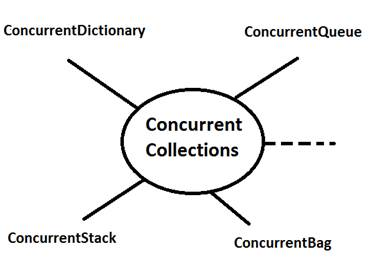 ConcurrentDictionary
ConcurrentQueue
Concurrent
Collections
ConcurrentStack
ConcurrentBag